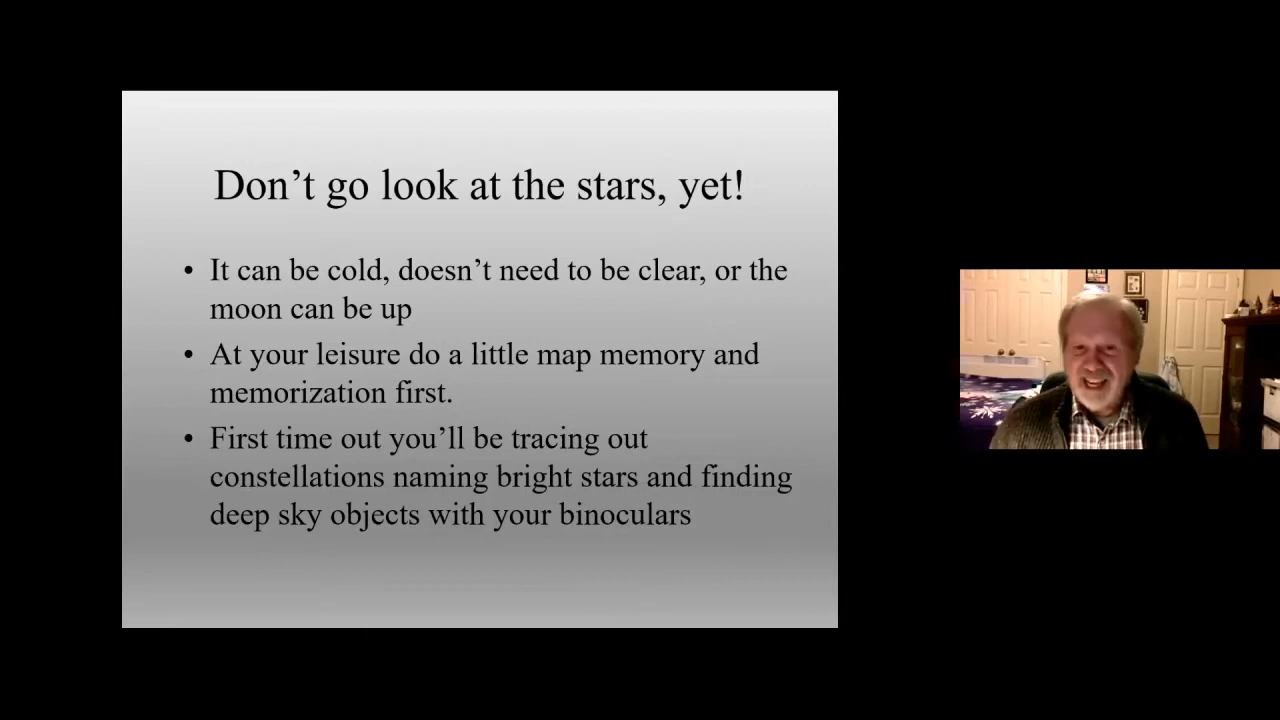 Don’t go look at the stars, yet!
• It can be cold, doesn’t need to be clear, or the
moon can be up
• At your leisure do a little map memory and
memorization first.
• First time out you’ll be tracing out
constellations naming bright stars and finding
deep sky objects with your binoculars